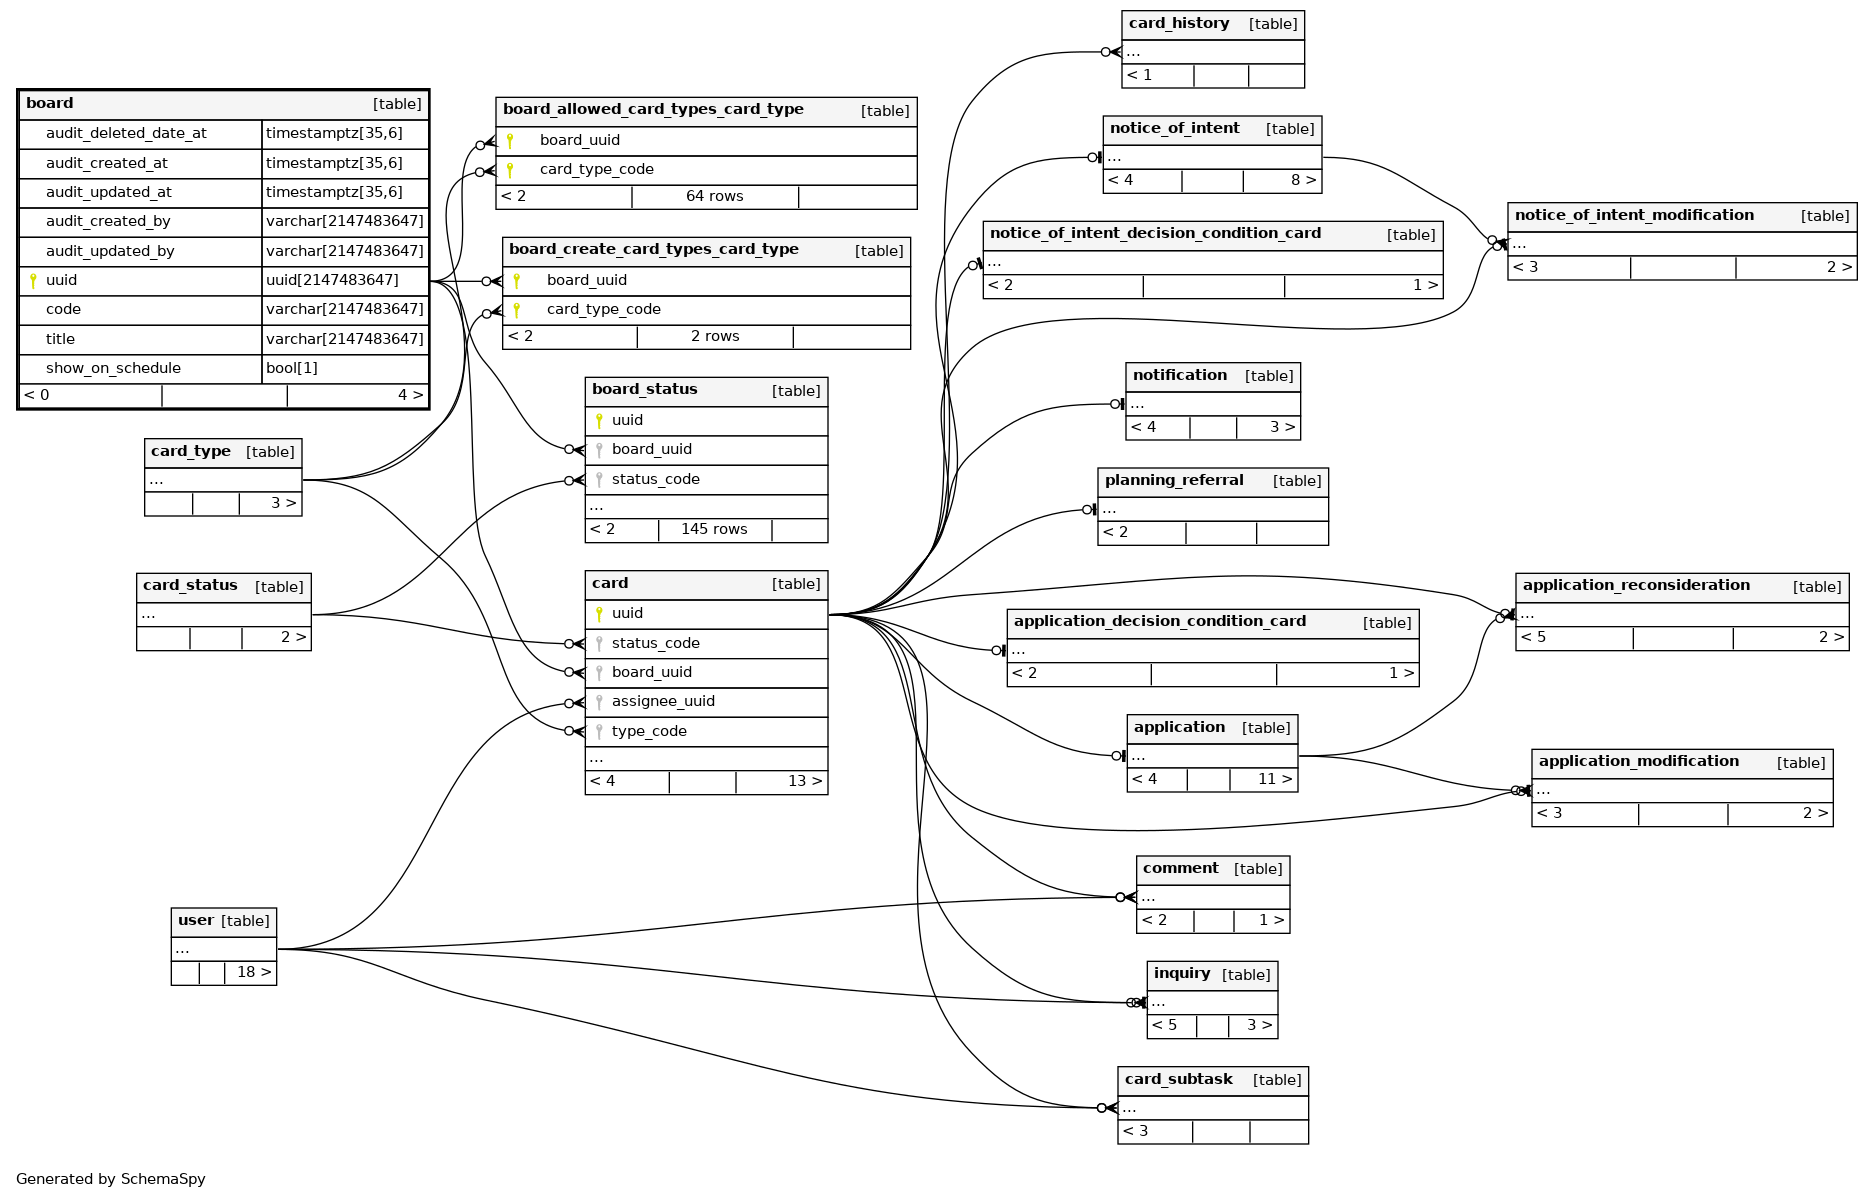 board [table]
audit_deleted_date_at timestamptz[35,6]
audit_created_at timestamptz[35,6]
audit_updated_at timestamptz[35,6]
audit_created_by varchar[2147483647]
audit_updated_by varchar[2147483647]
uuid uuid[2147483647]
code varchar[2147483647]
title varchar[2147483647]
show_on_schedule bool[1]
< 0 4 >
card_type [table]
...
3 >
card_status [table]
...
2 >
user [table]
...
18 >
board_allowed_card_types_card_type [table]
board_uuid
card_type_code
< 2 64 rows
board_create_card_types_card_type [table]
board_uuid
card_type_code
< 2 2 rows
board_status [table]
uuid
board_uuid
status_code
...
< 2 145 rows
card [table]
uuid
status_code
board_uuid
assignee_uuid
type_code
...
< 4 13 >
card_history [table]
...
< 1
notice_of_intent [table]
...
< 4 8 >
notice_of_intent_decision_condition_card [table]
...
< 2 1 >
notification [table]
...
< 4 3 >
planning_referral [table]
...
< 2
application_decision_condition_card [table]
...
< 2 1 >
application [table]
...
< 4 11 >
comment [table]
...
< 2 1 >
inquiry [table]
...
< 5 3 >
card_subtask [table]
...
< 3
notice_of_intent_modification [table]
...
< 3 2 >
application_reconsideration [table]
...
< 5 2 >
application_modification [table]
...
< 3 2 >
Generated by SchemaSpy